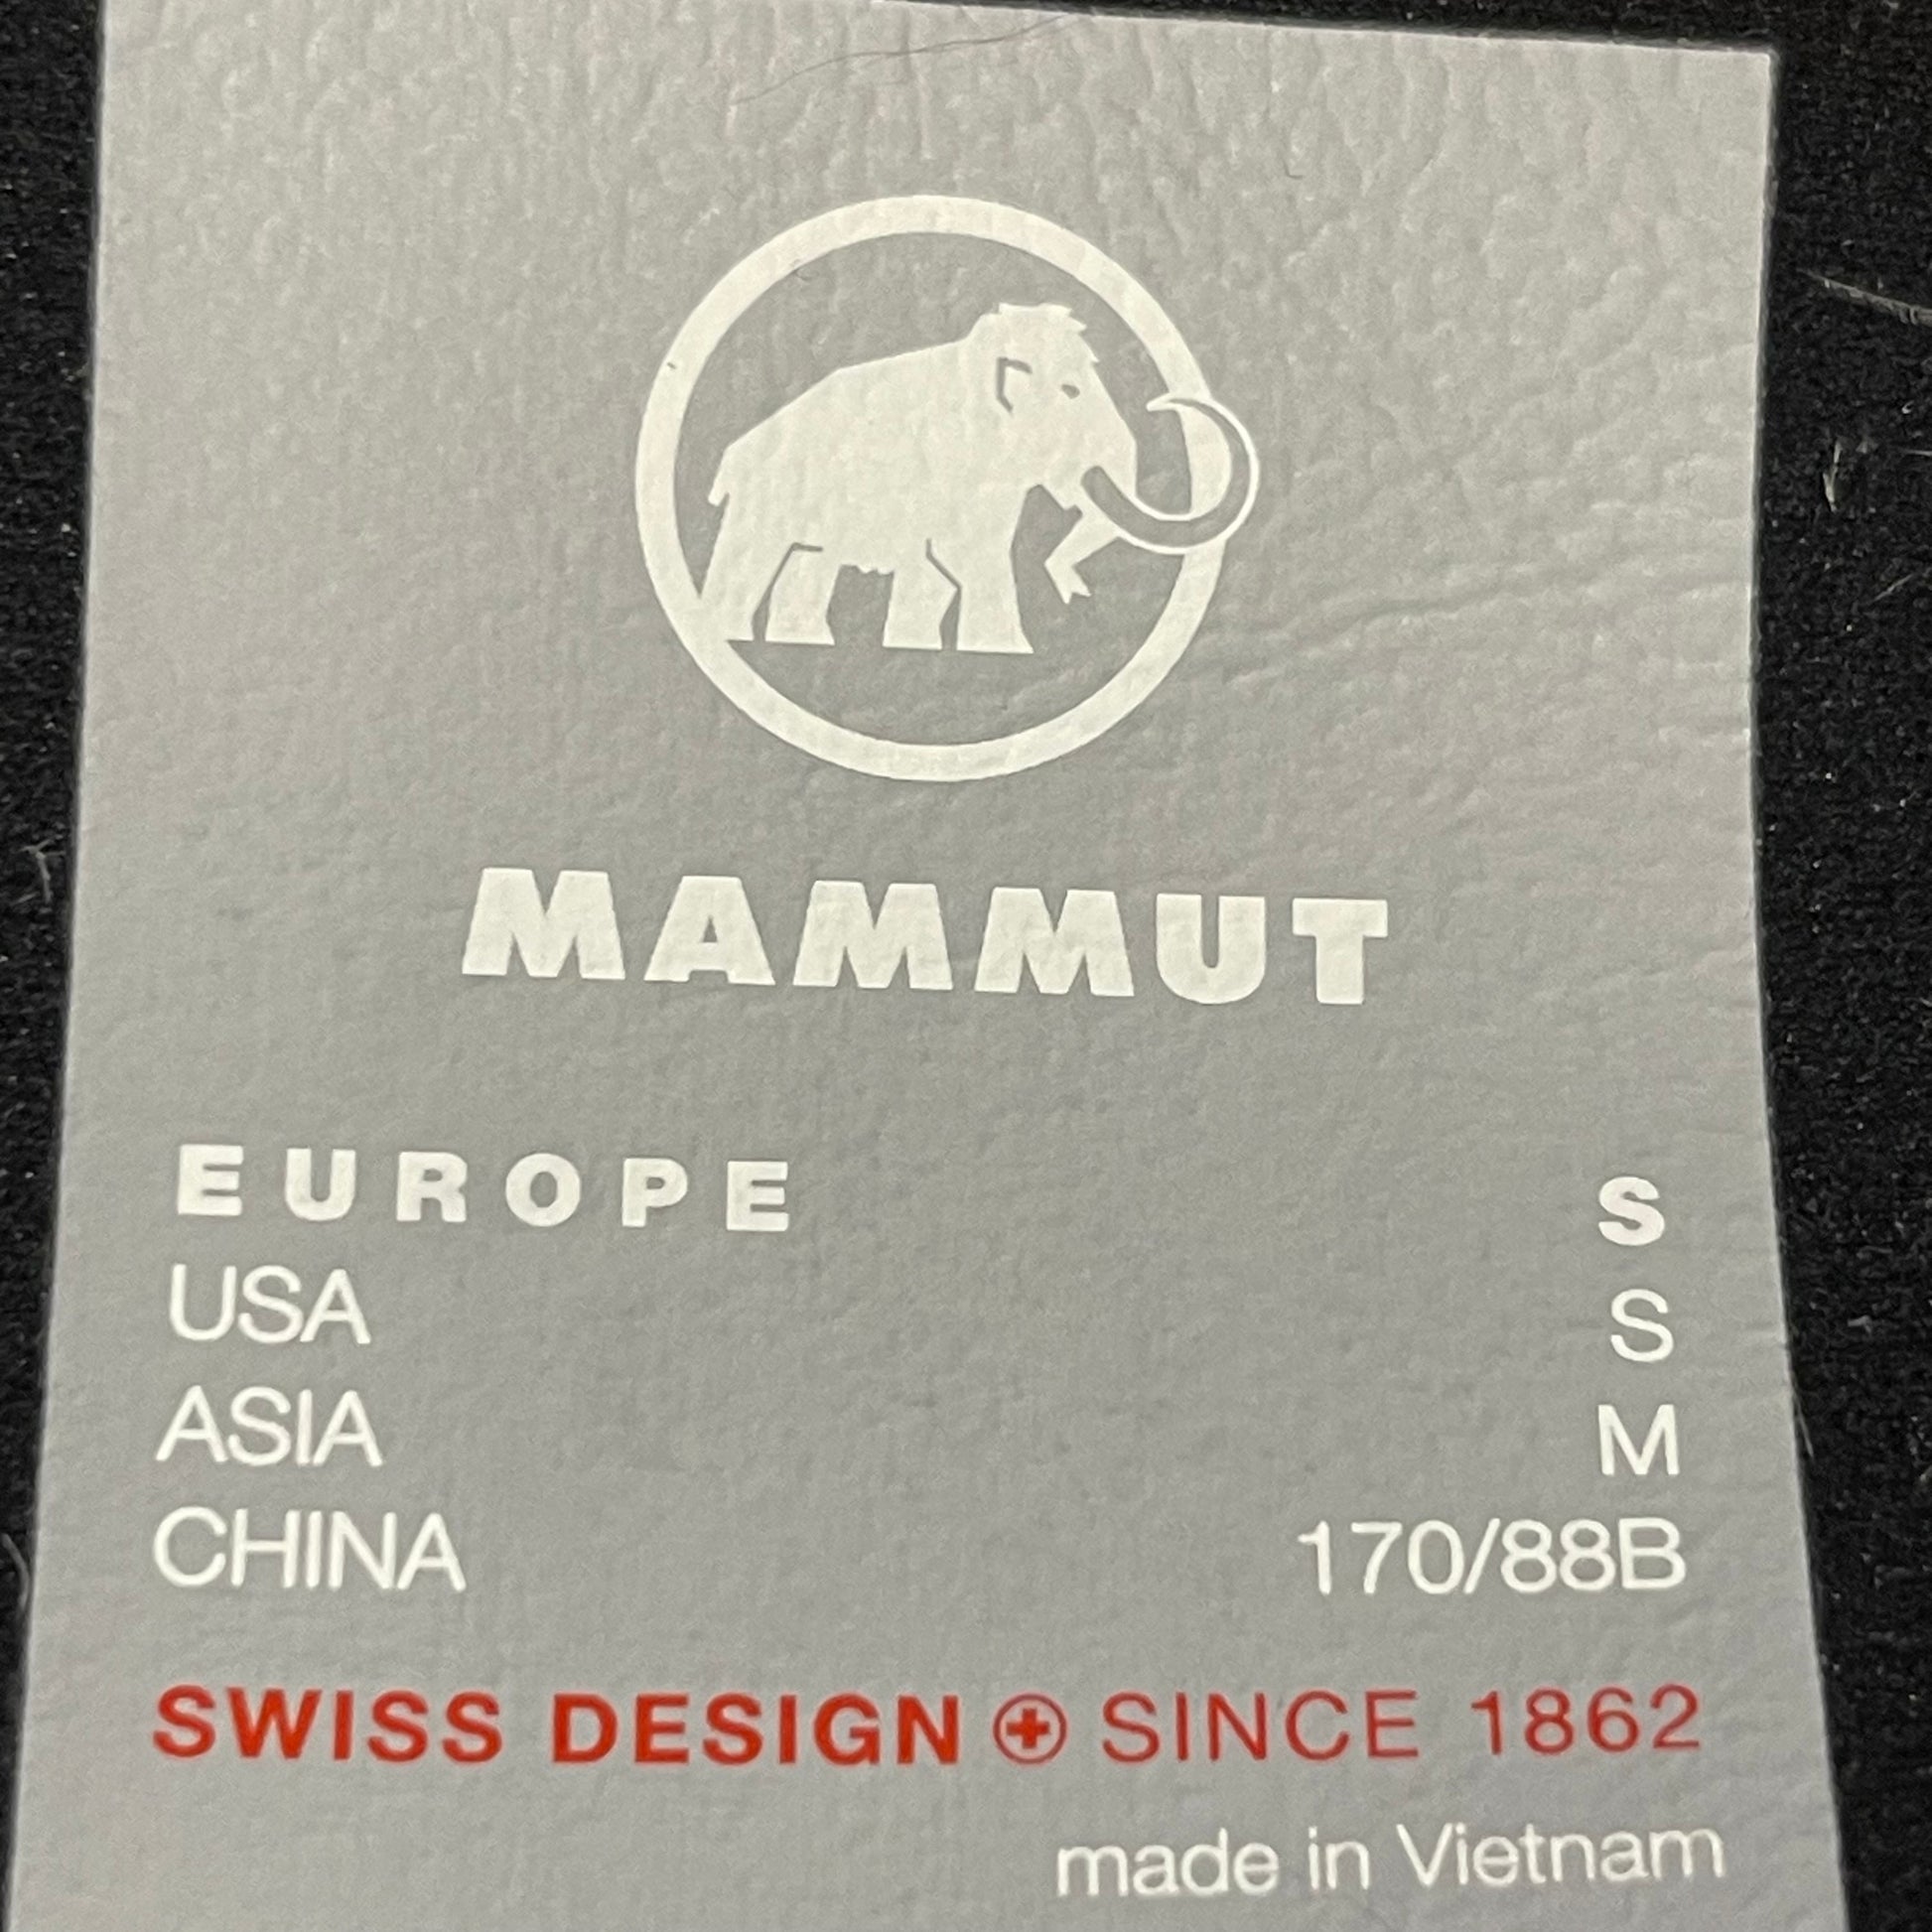 MAMMUT
EUROPE S
USA S
ASIA M
CHINA 170/88B
SWISS DESIGN SINCE 1862
made in Vietnam